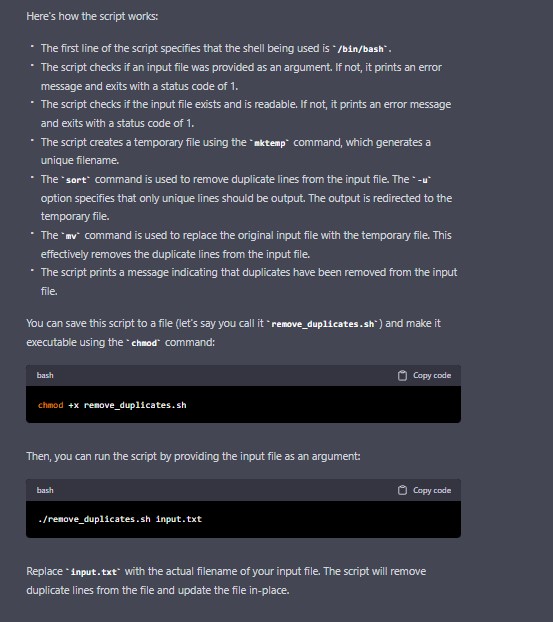 Here's how the script works:
• The first line of the script specifies that the shell being used is `/bin/bash`.
• The script checks if an input file was provided as an argument. If not, it prints an error
message and exits with a status code of 1.
• The script checks if the input file exists and is readable. If not, it prints an error message
and exits with a status code of 1.
• The script creates a temporary file using the `mktemp` command, which generates a
unique filename.
• The `sort` command is used to remove duplicate lines from the input file. The `-u`
option specifies that only unique lines should be output. The output is redirected to the
temporary file.
• The `mv` command is used to replace the original input file with the temporary file. This
effectively removes the duplicate lines from the input file.
• The script prints a message indicating that duplicates have been removed from the input
file.
You can save this script to a file (let's say you call it `remove_duplicates.sh`) and make it
executable using the `chmod` command:
bash Copy code
chmod +x remove_duplicates.sh
Then, you can run the script by providing the input file as an argument:
bash Copy code
./remove_duplicates.sh input.txt
Replace `input.txt` with the actual filename of your input file. The script will remove
duplicate lines from the file and update the file in-place.